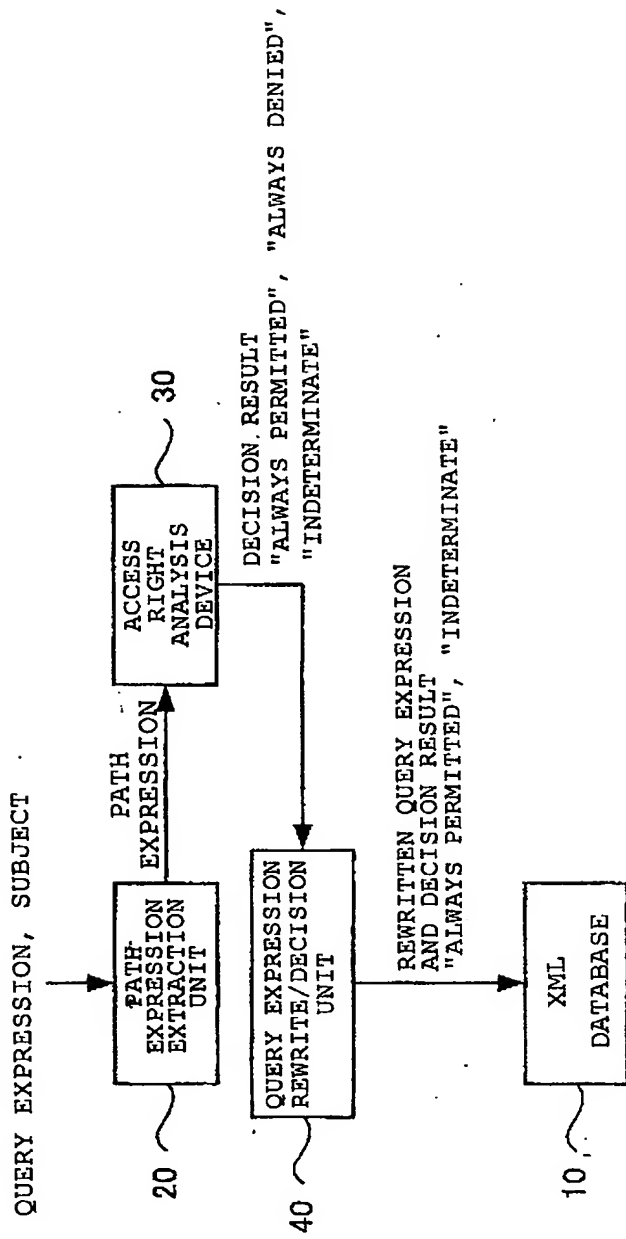 QUERY EXPRESSION, SUBJECT
PATH
EXPRESSION
EXTRACTION
UNIT
20
PATH
EXPRESSION
ACCESS
RIGHT
ANALYSIS
DEVICE
30
DECISION RESULT
"ALWAYS PERMITTED", "ALWAYS DENIED",
"INDETERMINATE"
QUERY EXPRESSION
REWRITE/DECISION
UNIT
40
REWRITTEN QUERY EXPRESSION
AND DECISION RESULT
"ALWAYS PERMITTED", "INDETERMINATE"
XML
DATABASE
10